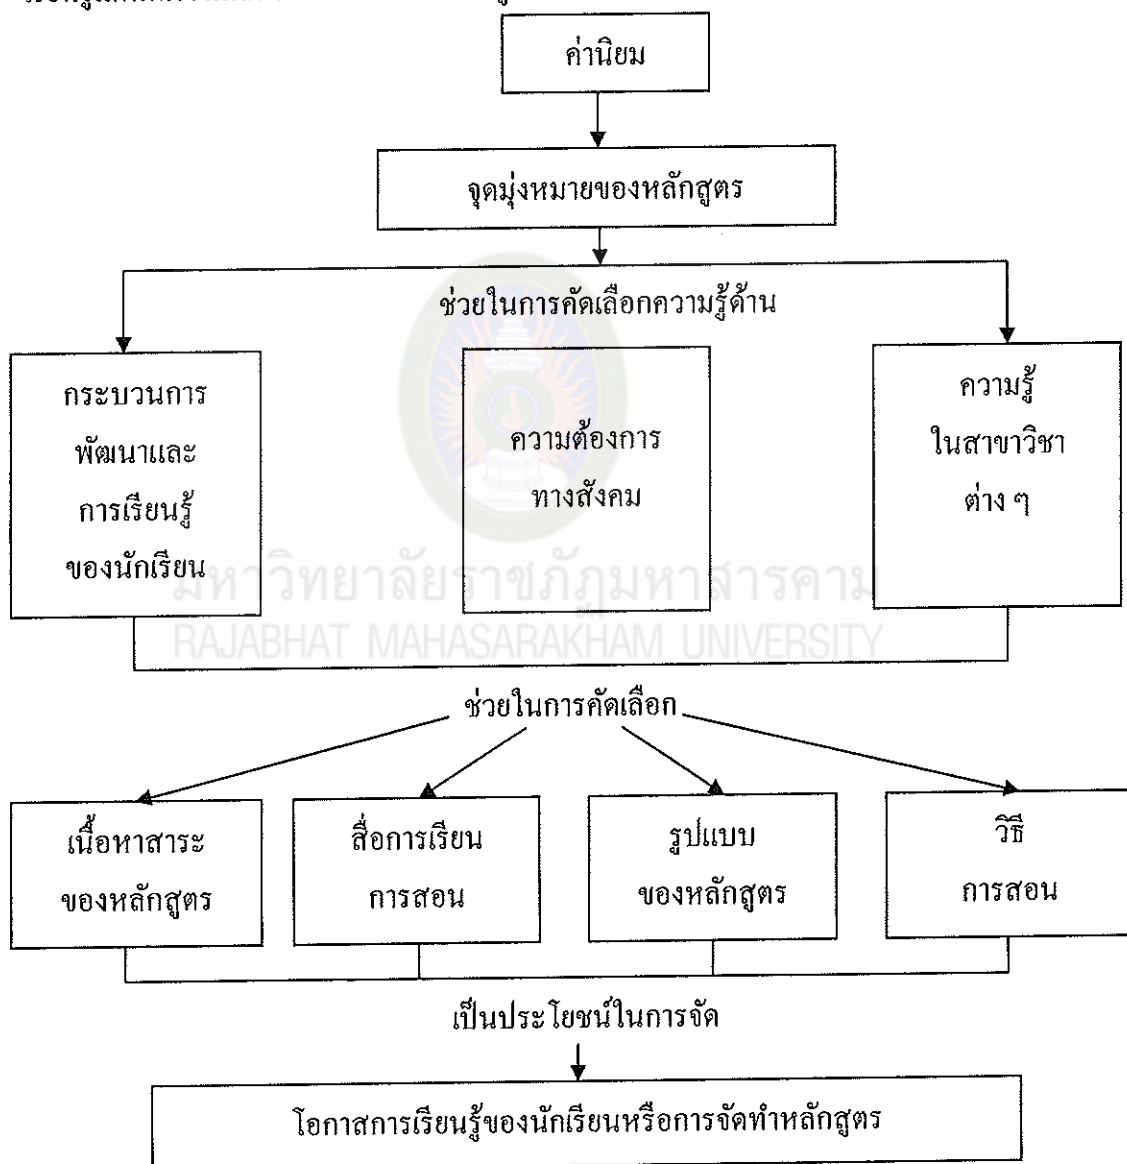 ค่านิยม
จุดมุ่งหมายของหลักสูตร
ช่วยในการคัดเลือกความรู้ด้าน
กระบวนการ
พัฒนาและ
การเรียนรู้
ของนักเรียน
ความต้องการ
ทางสังคม
ความรู้
ในสาขาวิชา
ต่าง ๆ
มหาวิทยาลัยราชภัฏมหาสารคาม
RAJABHAT MAHASARAKHAM UNIVERSITY
ช่วยในการคัดเลือก
เนื้อหาสาระ
ของหลักสูตร
สื่อการเรียน
การสอน
รูปแบบ
ของหลักสูตร
วิธี
การสอน
เป็นประโยชน์ในการจัด
โอกาสการเรียนรู้ของนักเรียนหรือการจัดทำหลักสูตร